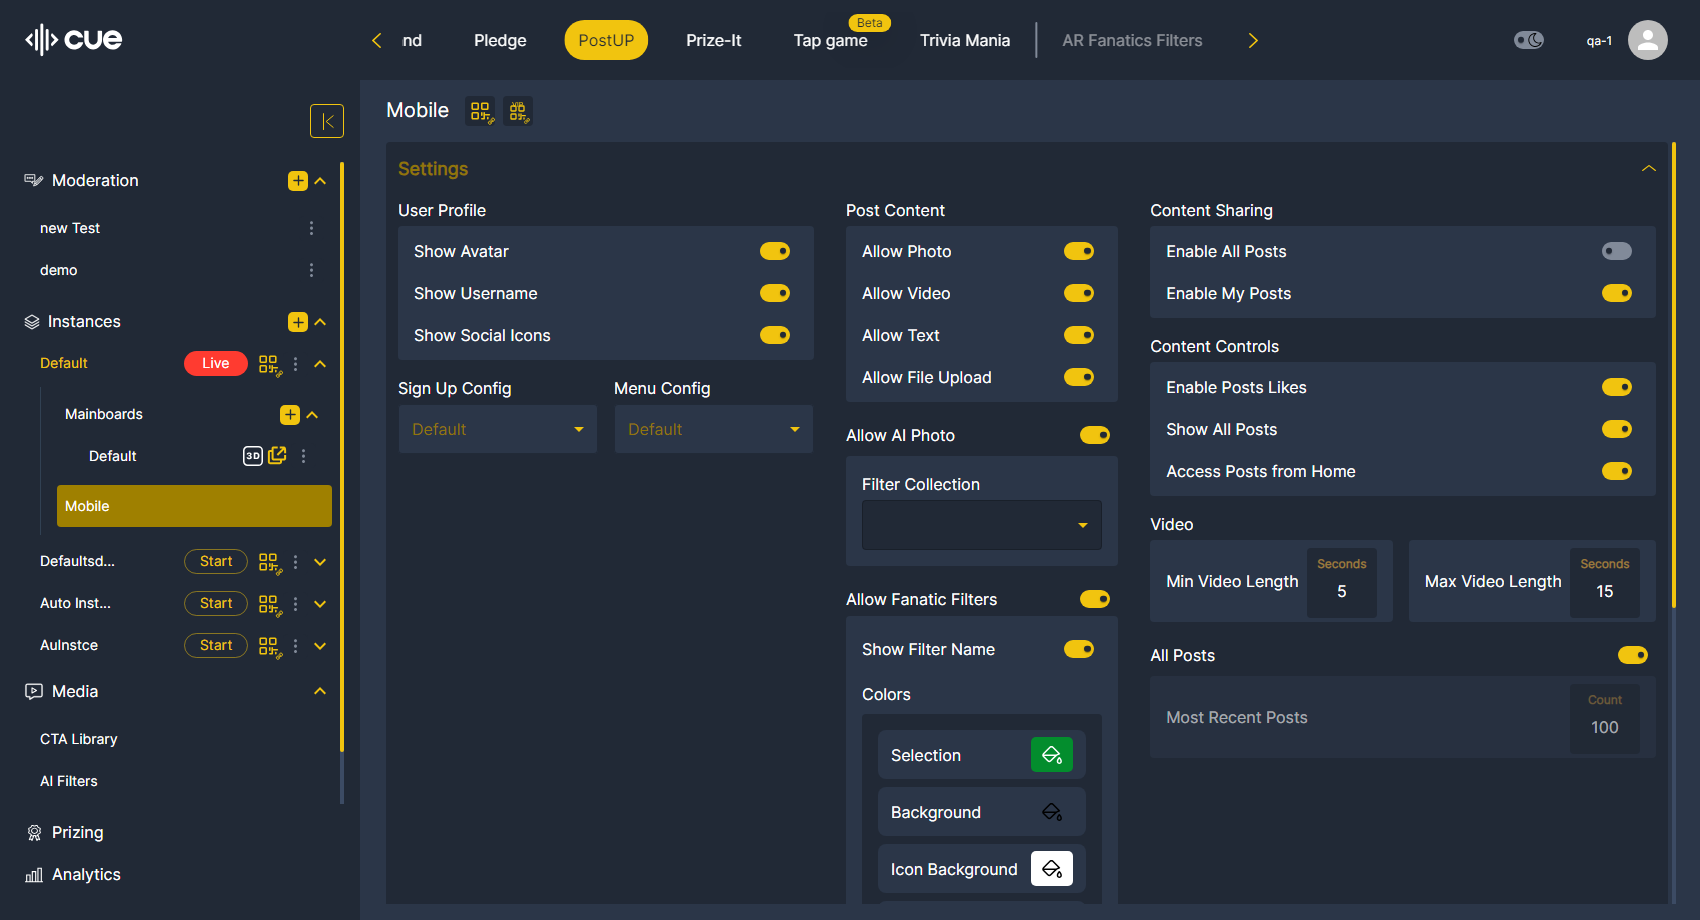 cue
nd
Pledge
PostUP
Prize-It
Beta
Tap game
Trivia Mania
AR Fanatics Filters
qa-1
Moderation
new Test
demo
Instances
Default
Live
Mainboards
Default
3D
Mobile
Defaultsd...
Start
Auto Inst...
Start
AuInstce
Start
Media
CTA Library
AI Filters
Prizing
Analytics
Mobile
Settings
User Profile
Show Avatar
Show Username
Show Social Icons
Sign Up Config
Default
Menu Config
Default
Post Content
Allow Photo
Allow Video
Allow Text
Allow File Upload
Allow AI Photo
Filter Collection
Allow Fanatic Filters
Show Filter Name
Colors
Selection
Background
Icon Background
Content Sharing
Enable All Posts
Enable My Posts
Content Controls
Enable Posts Likes
Show All Posts
Access Posts from Home
Video
Min Video Length
Seconds
5
Max Video Length
Seconds
15
All Posts
Most Recent Posts
Count
100